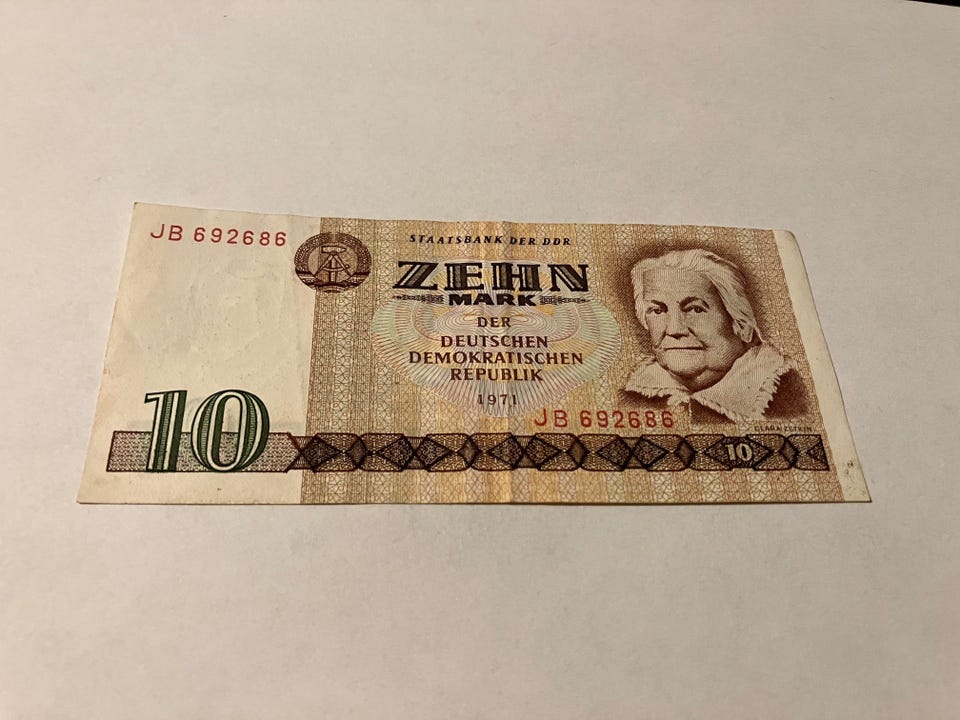 JB 692686
STAATSBANK DER DDR
ZEHN
MARK
DER
DEUTSCHEN
DEMOKRATISCHEN
REPUBLIK
1971
JB 692686
CLARA ZETKIN
10
10